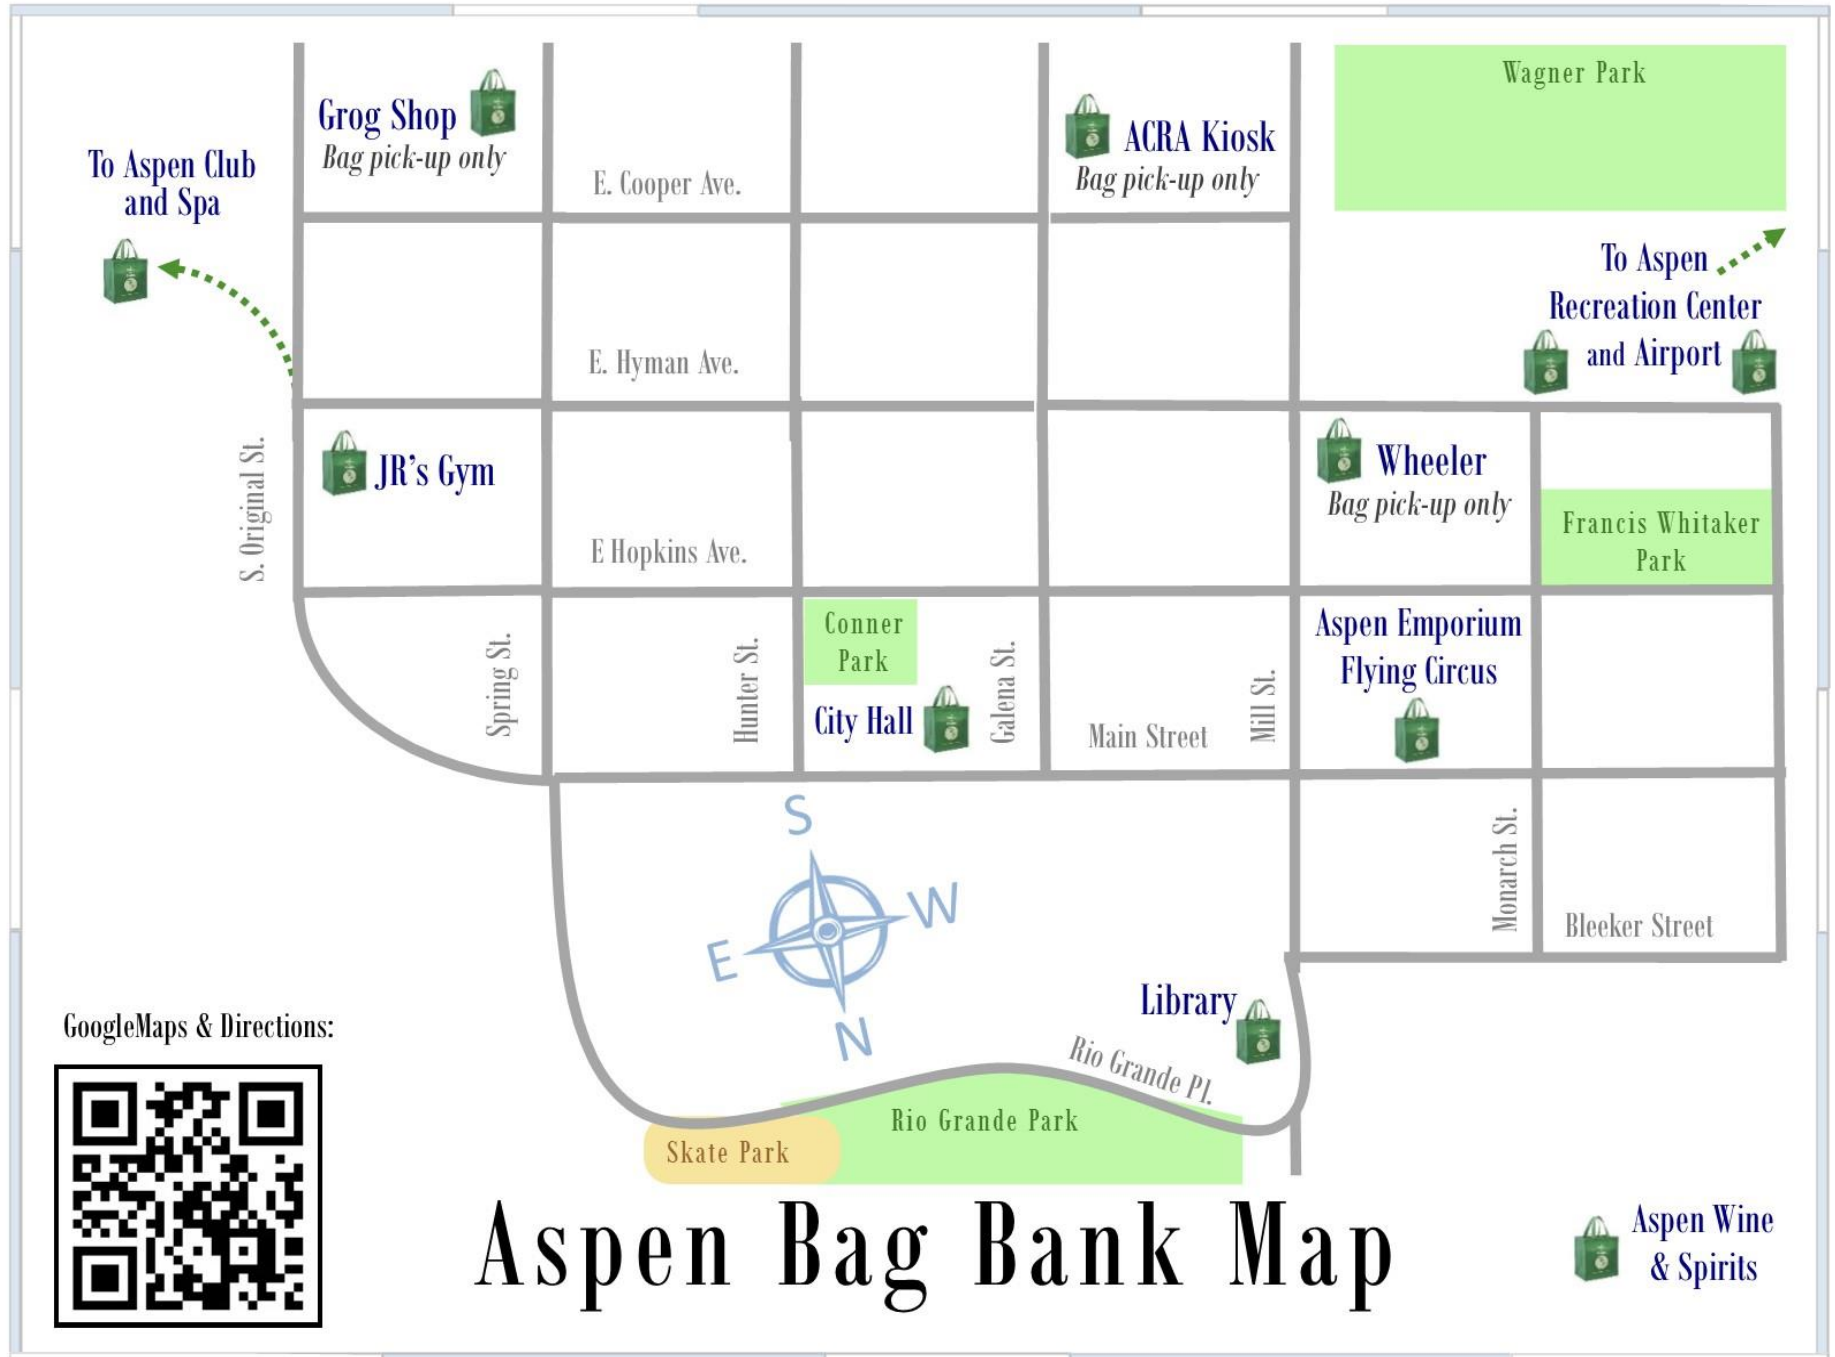 Wagner Park
Grog Shop
Bag pick-up only
ACRA Kiosk
Bag pick-up only
To Aspen Club
and Spa
E. Cooper Ave.
To Aspen
Recreation Center
and Airport
E. Hyman Ave.
S. Original St.
JR's Gym
Wheeler
Bag pick-up only
Francis Whitaker
Park
E Hopkins Ave.
Conner
Park
Aspen Emporium
Flying Circus
Spring St.
Hunter St.
City Hall
Galena St.
Main Street
Mill St.
S
W
E
N
Monarch St.
Bleeker Street
Library
Rio Grande Pl.
GoogleMaps & Directions:
Rio Grande Park
Skate Park
Aspen Bag Bank Map
Aspen Wine
& Spirits